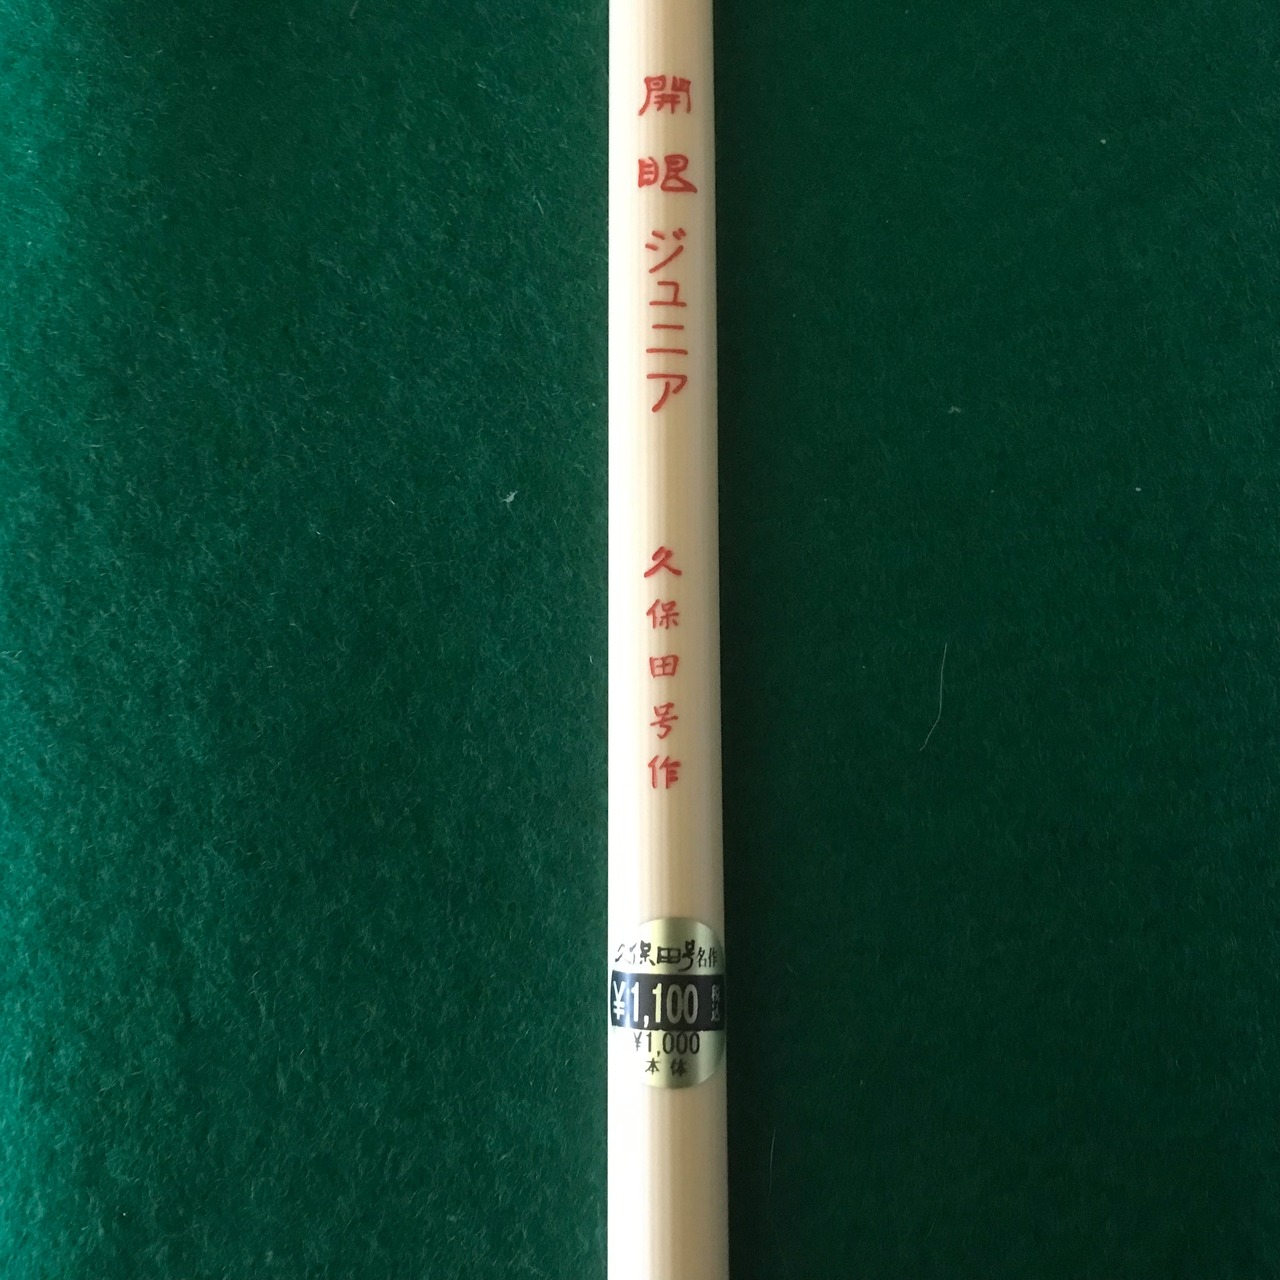 開眼ジュニア
久保田号作
久保田号名作
¥1,100 税込
¥1,000
本体